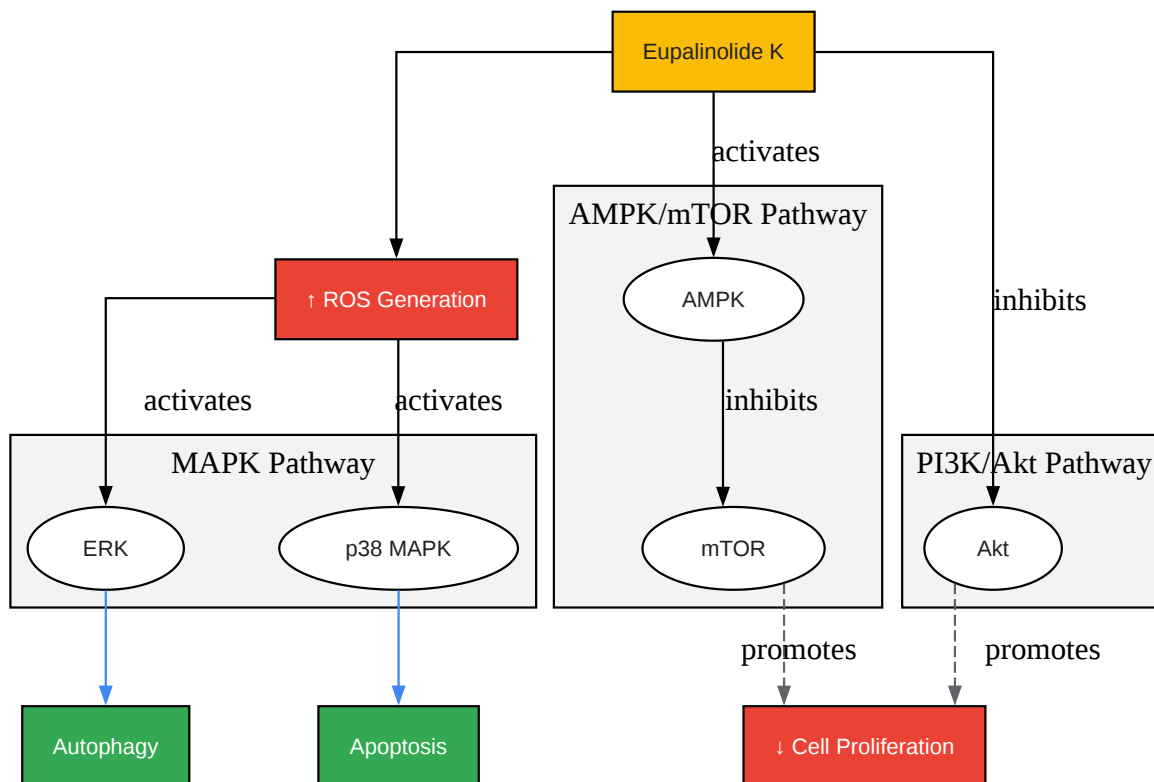 Eupalinolide K
activates
AMPK/mTOR Pathway
↑ ROS Generation
AMPK
inhibits
activates
activates
inhibits
MAPK Pathway
PI3K/Akt Pathway
ERK
p38 MAPK
mTOR
Akt
promotes
promotes
Autophagy
Apoptosis
↓ Cell Proliferation